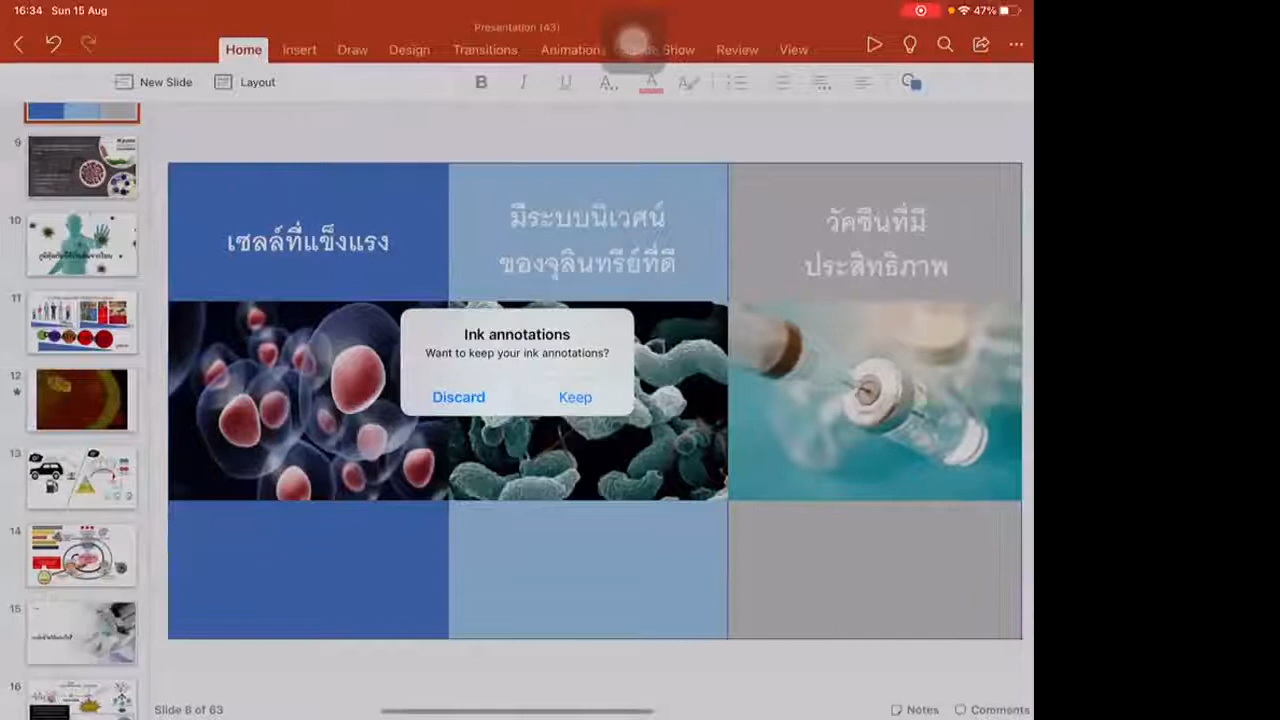 16:34 Sun 15 Aug
47%
Presentation (43)
Home Insert Draw Design Transitions Animation Show Review View
New Slide Layout
B I U A A
9
10
11
12
13
14
15
16
เซลล์ที่แข็งแรง
มีระบบนิเวศน์
ของจุลินทรีย์ที่ดี
วัคซีนที่มี
ประสิทธิภาพ
Ink annotations
Want to keep your ink annotations?
Discard Keep
Slide 8 of 63
Notes Comments